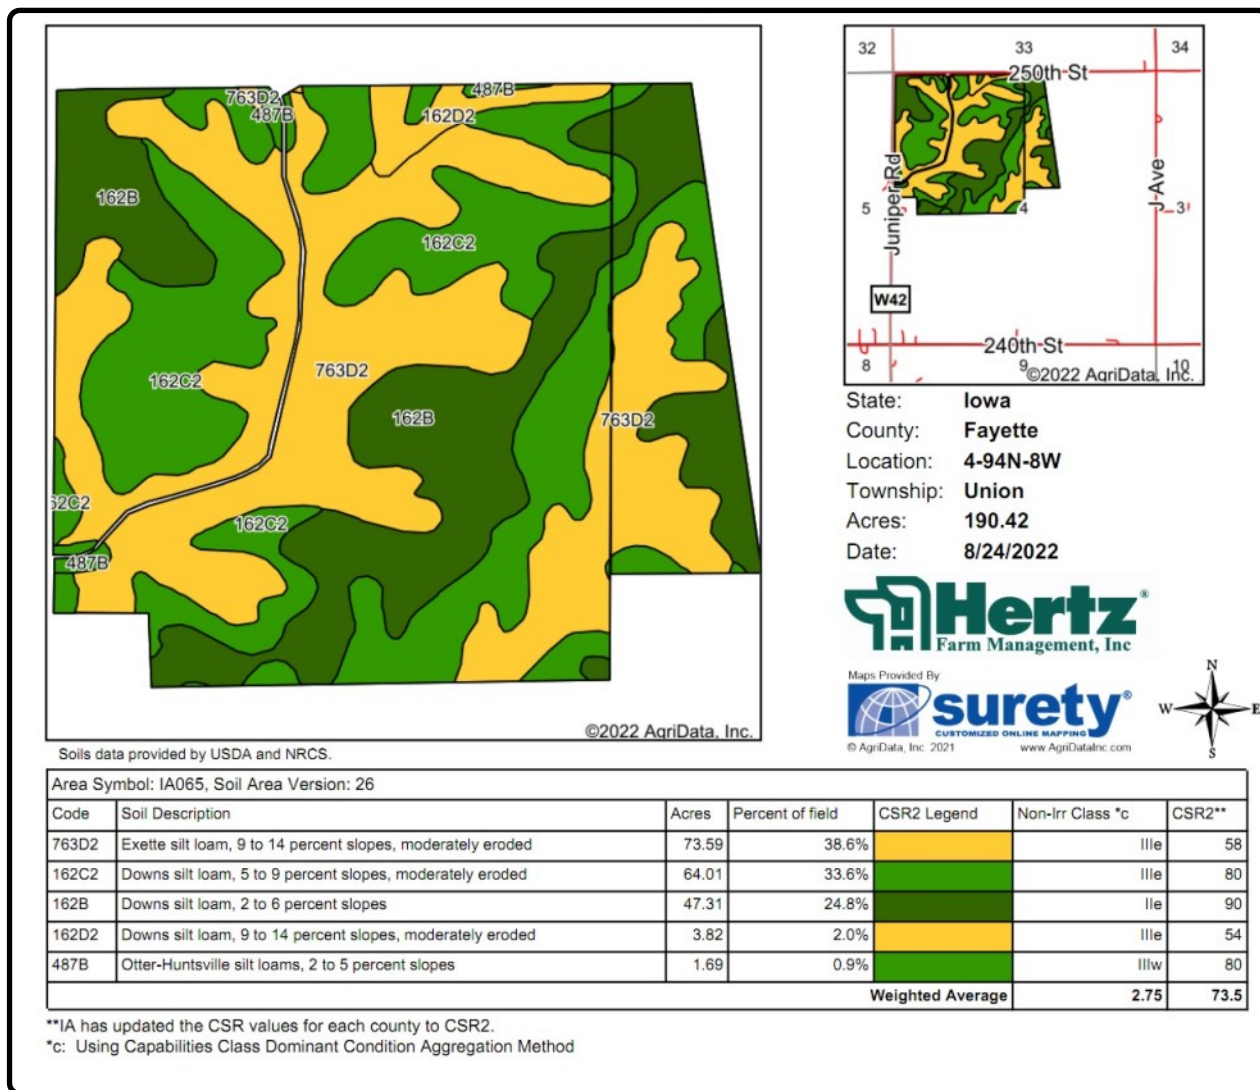 763D2
487B
487B
162D2
162B
162C2
763D2
162C2
162B
763D2
62C2
162C2
487B
©2022 AgriData, Inc.
32
33
34
250th St
Juniper Rd
J Ave
5
4
3
W42
240th St
8
9
10
©2022 AgriData, Inc.
State: Iowa
County: Fayette
Location: 4-94N-8W
Township: Union
Acres: 190.42
Date: 8/24/2022
Hertz®
Farm Management, Inc
Maps Provided By:
surety®
CUSTOMIZED ONLINE MAPPING
© AgriData, Inc. 2021 www.AgriDataInc.com
N
W E
S
Soils data provided by USDA and NRCS.
Area Symbol: IA065, Soil Area Version: 26
Code Soil Description Acres Percent of field CSR2 Legend Non-Irr Class *c CSR2**
763D2 Exette silt loam, 9 to 14 percent slopes, moderately eroded 73.59 38.6% IIIe 58
162C2 Downs silt loam, 5 to 9 percent slopes, moderately eroded 64.01 33.6% IIIe 80
162B Downs silt loam, 2 to 6 percent slopes 47.31 24.8% IIe 90
162D2 Downs silt loam, 9 to 14 percent slopes, moderately eroded 3.82 2.0% IIIe 54
487B Otter-Huntsville silt loams, 2 to 5 percent slopes 1.69 0.9% IIIw 80
Weighted Average 2.75 73.5
**IA has updated the CSR values for each county to CSR2.
*c: Using Capabilities Class Dominant Condition Aggregation Method